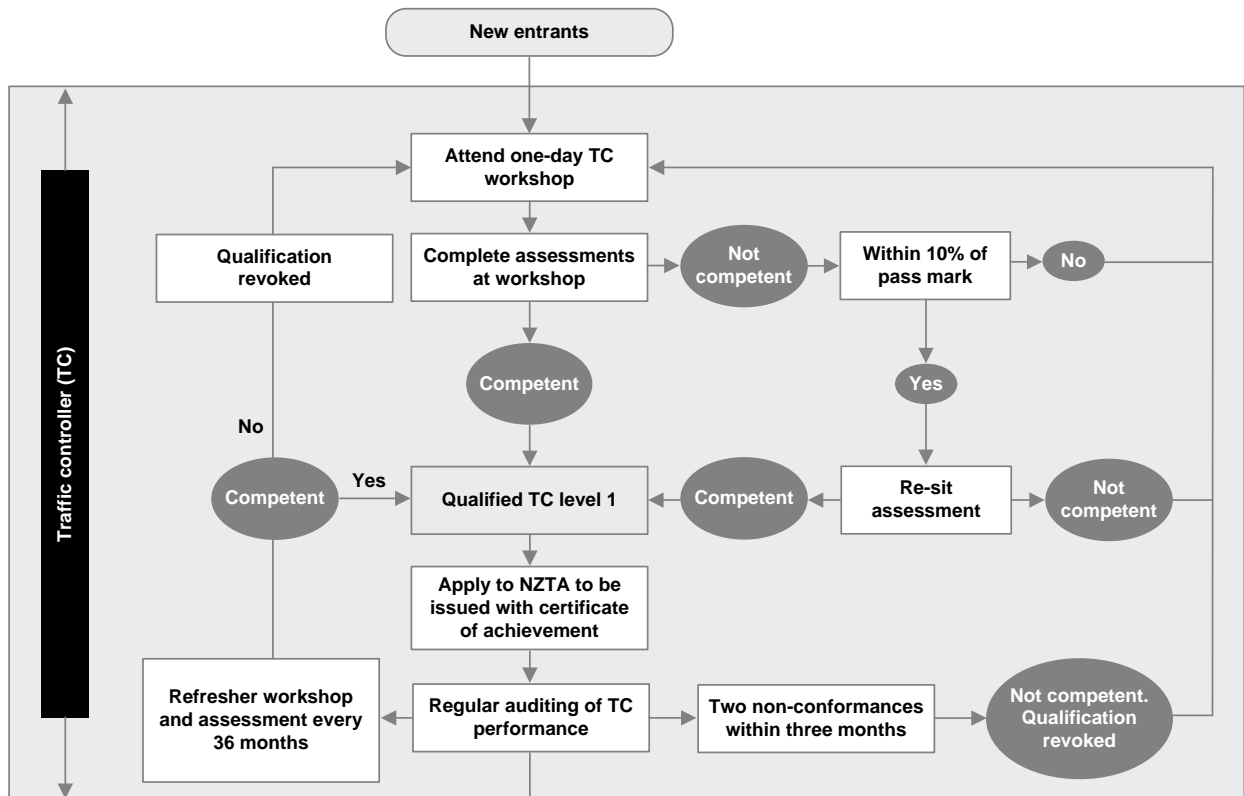 New entrants
Attend one-day TC
workshop
Qualification
revoked
Complete assessments
at workshop
Not
competent
Within 10% of
pass mark
No
Competent
Yes
Traffic controller (TC)
No
Competent
Yes
Qualified TC level 1
Competent
Re-sit
assessment
Not
competent
Apply to NZTA to be
issued with certificate
of achievement
Refresher workshop
and assessment every
36 months
Regular auditing of TC
performance
Two non-conformances
within three months
Not competent.
Qualification
revoked